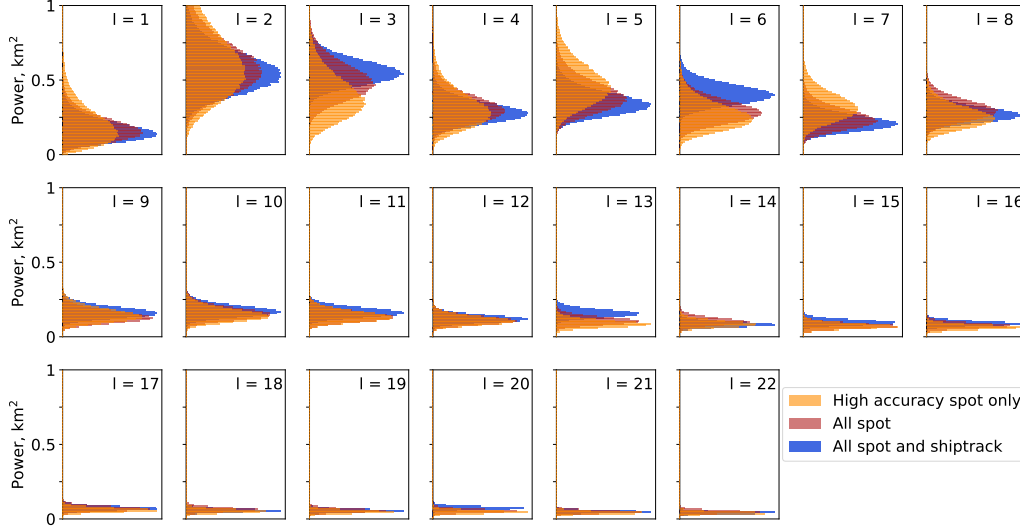 1
Power, km²
0.5
0
l = 1
l = 2
l = 3
l = 4
l = 5
l = 6
l = 7
l = 8
1
Power, km²
0.5
0
l = 9
l = 10
l = 11
l = 12
l = 13
l = 14
l = 15
l = 16
1
Power, km²
0.5
0
l = 17
l = 18
l = 19
l = 20
l = 21
l = 22
High accuracy spot only
All spot
All spot and shiptrack